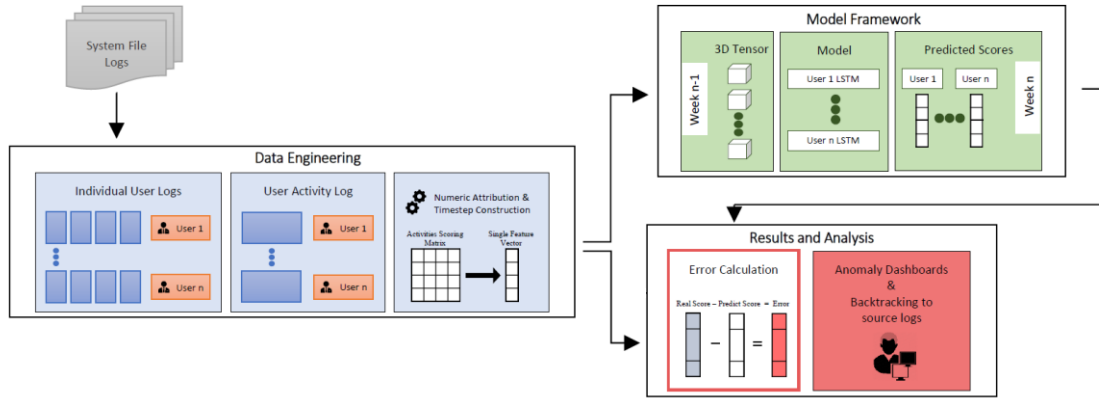 System File
Logs
Data Engineering
Individual User Logs
User 1
User n
User Activity Log
User 1
User n
Numeric Attribution &
Timestep Construction
Activities Scoring
Matrix
Single Feature
Vector
Model Framework
Week n-1
3D Tensor
Model
User 1 LSTM
User n LSTM
Predicted Scores
User 1
User n
Week n
Results and Analysis
Error Calculation
Real Score – Predict Score = Error
– =
Anomaly Dashboards
&
Backtracking to
source logs